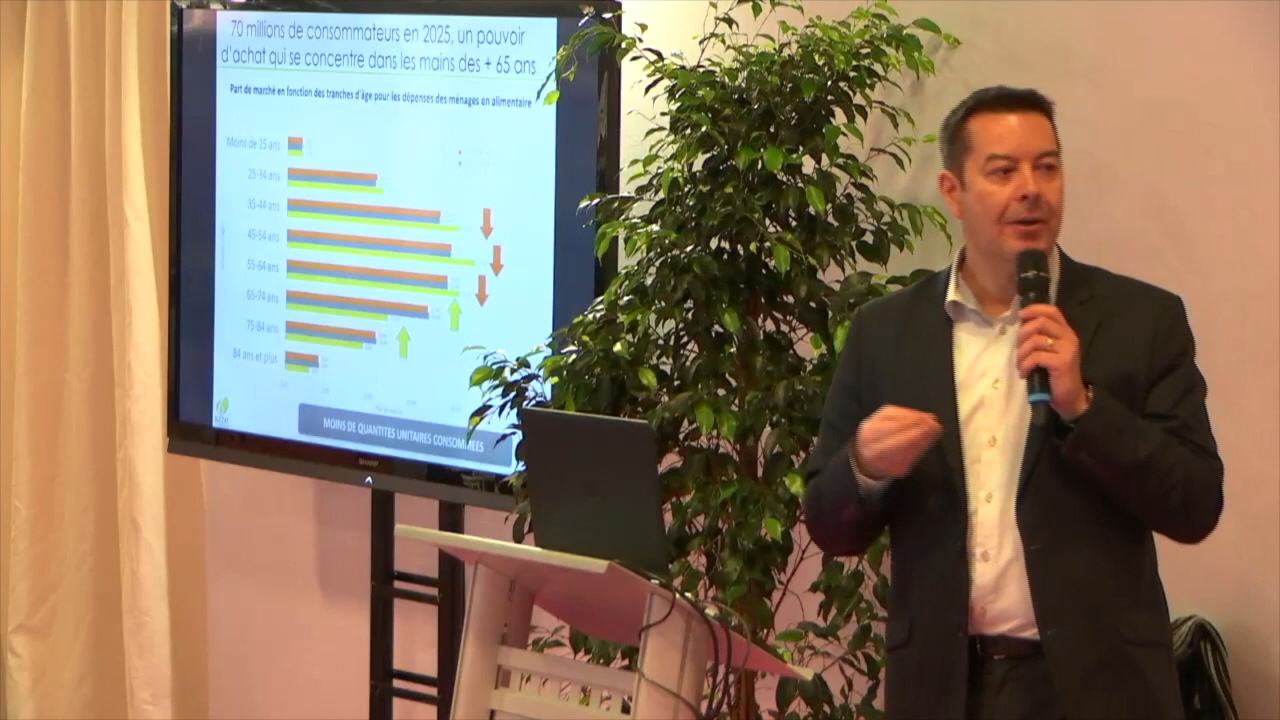 70 millions de consommateurs en 2025, un pouvoir
d'achat qui se concentre dans les mains des + 65 ans
Part de marché en fonction des tranches d'âge pour les dépenses des ménages en alimentaire
Moins de 25 ans
25-34 ans
35-44 ans
45-54 ans
55-64 ans
65-74 ans
75-84 ans
84 ans et plus
MOINS DE QUANTITES UNITAIRES CONSOMMEES
SHARP